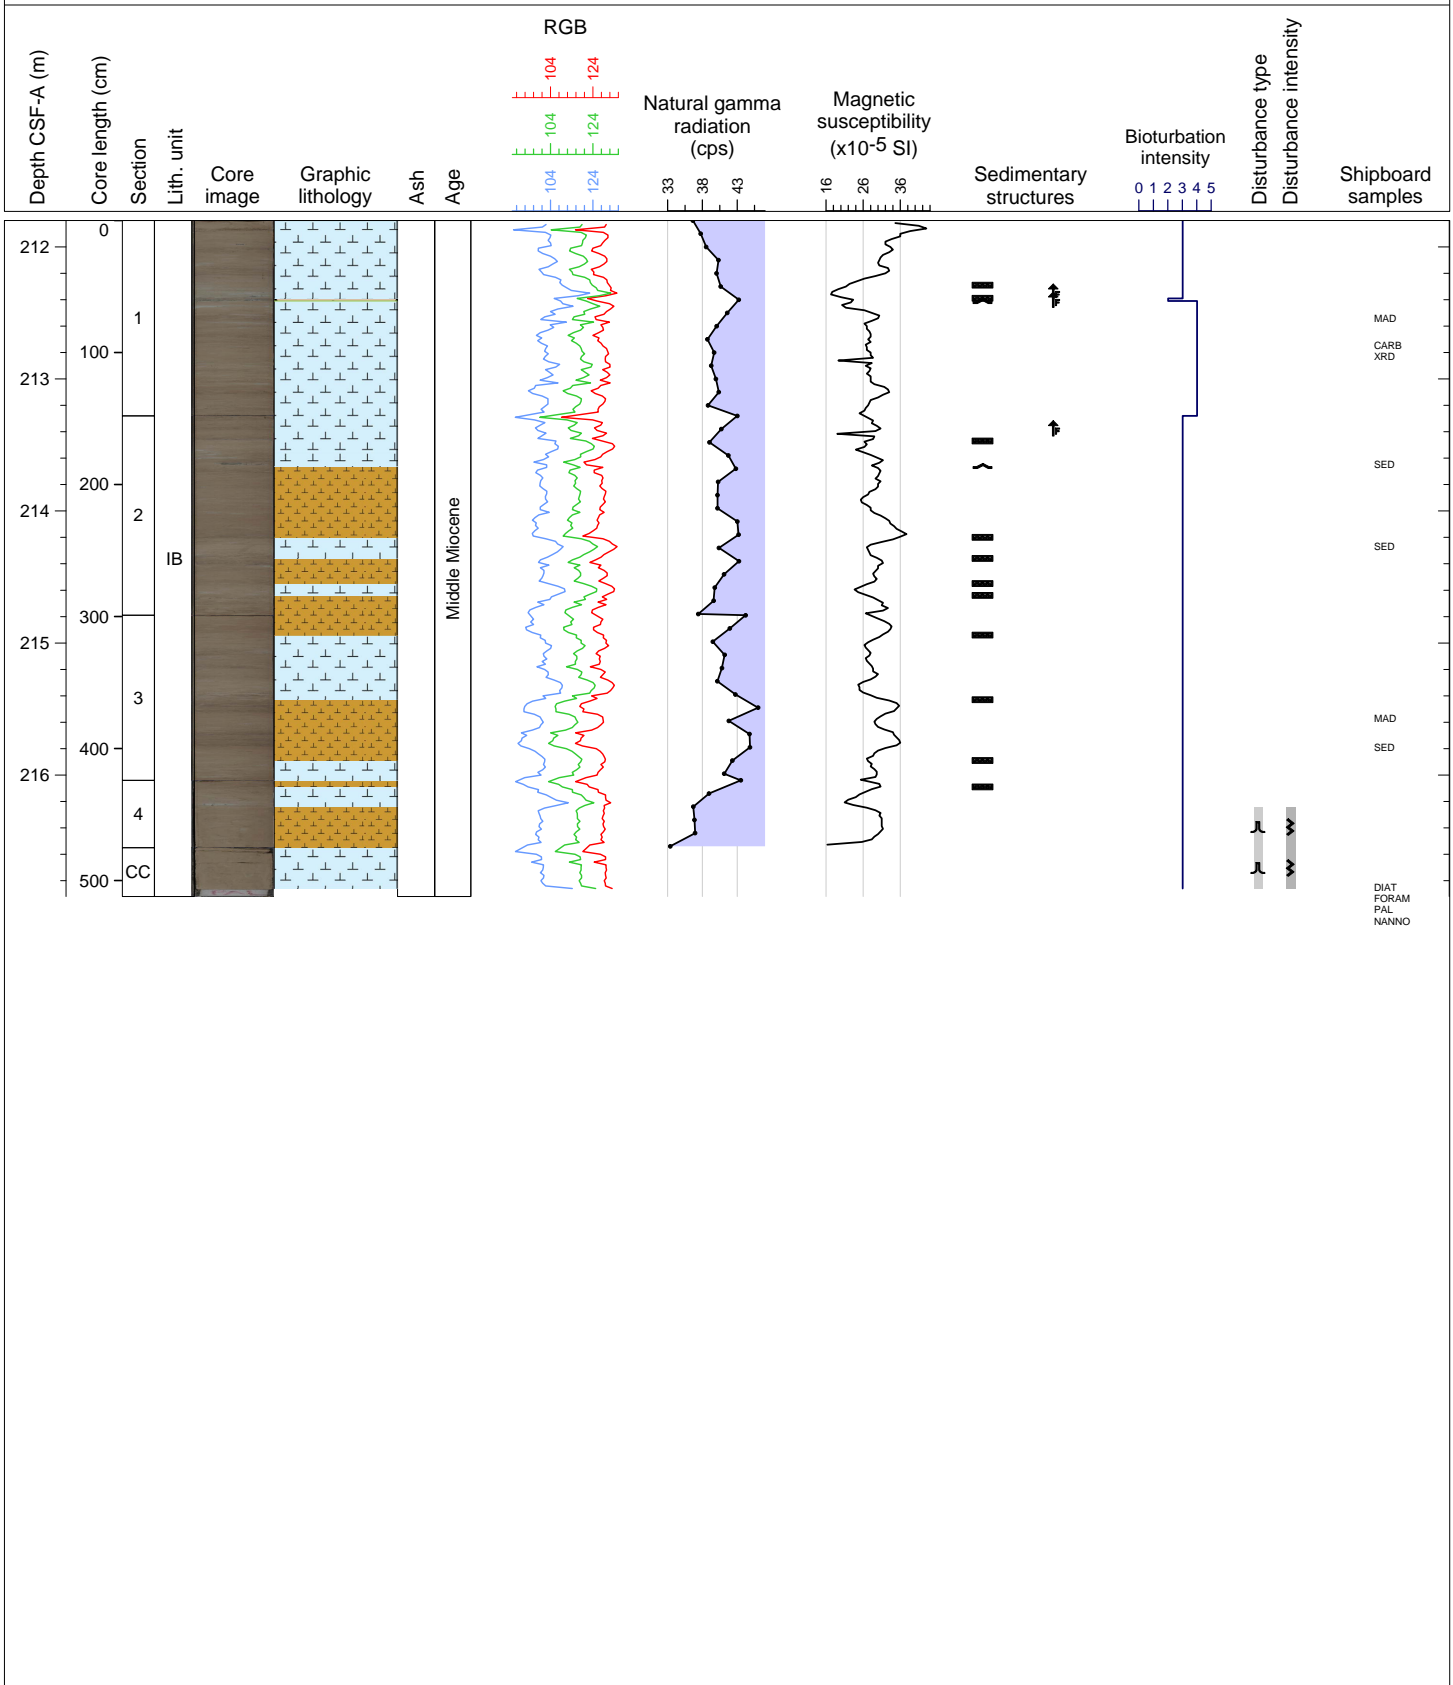 Depth CSF-A (m)
Core length (cm)
Section
Lith. unit
Core
image
Graphic
lithology
Ash
Age
RGB
104 124
104 124
104 124
Natural gamma
radiation
(cps)
33 38 43
Magnetic
susceptibility
(x10-5 SI)
16 26 36
Sedimentary
structures
Bioturbation
intensity
0 1 2 3 4 5
Disturbance type
Disturbance intensity
Shipboard
samples
212
213
214
215
216
0
100
200
300
400
500
1
2
3
4
CC
IB
Middle Miocene
MAD
CARB
XRD
SED
SED
MAD
SED
DIAT
FORAM
PAL
NANNO